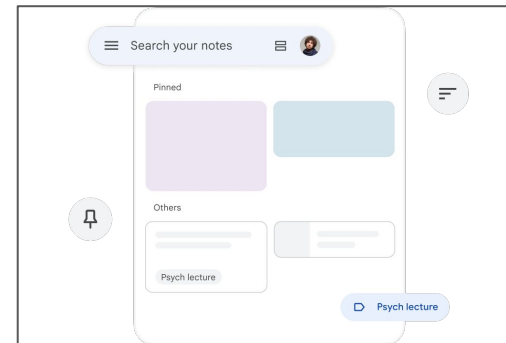 Search your notes
Pinned
Others
Psych lecture
Psych lecture